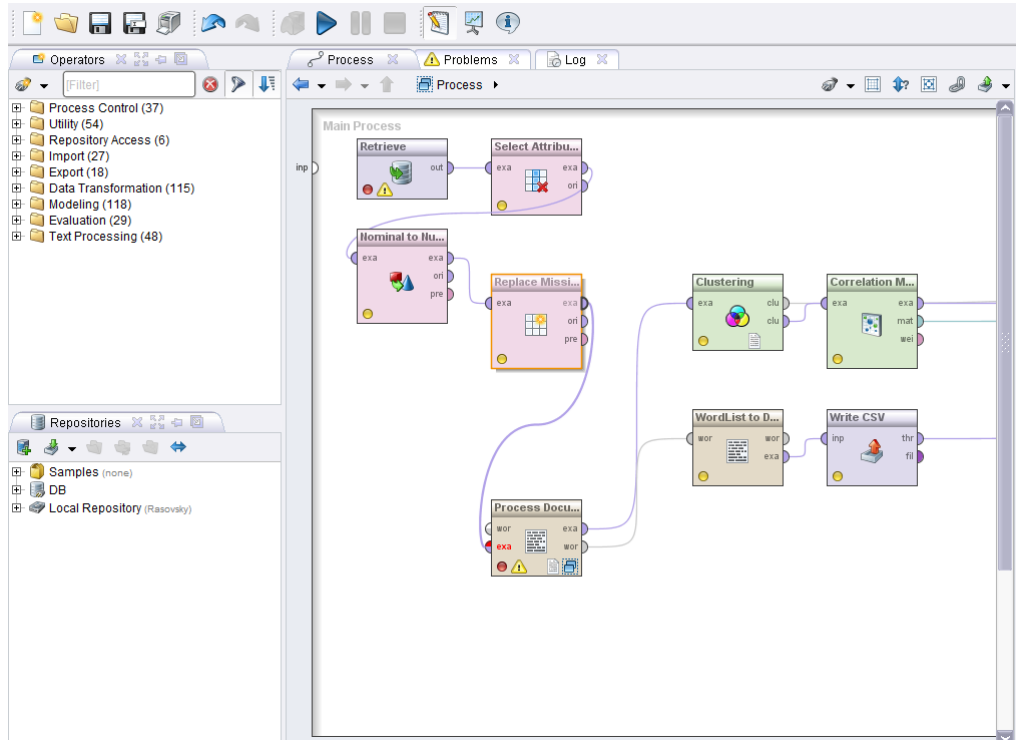 Operators
Process
Problems
Log
[Filter]
Process
Process Control (37)
Utility (54)
Repository Access (6)
Import (27)
Export (18)
Data Transformation (115)
Modeling (118)
Evaluation (29)
Text Processing (48)
Main Process
inp
Retrieve
out
Select Attribu...
exa exa
ori
Nominal to Nu...
exa exa
ori
pre
Replace Missi...
exa exa
ori
pre
Clustering
exa clu
clu
Correlation M...
exa exa
mat
wei
WordList to D...
wor wor
exa
Write CSV
inp thr
fil
Process Docu...
wor exa
exa wor
Repositories
Samples (none)
DB
Local Repository (Rasovsky)